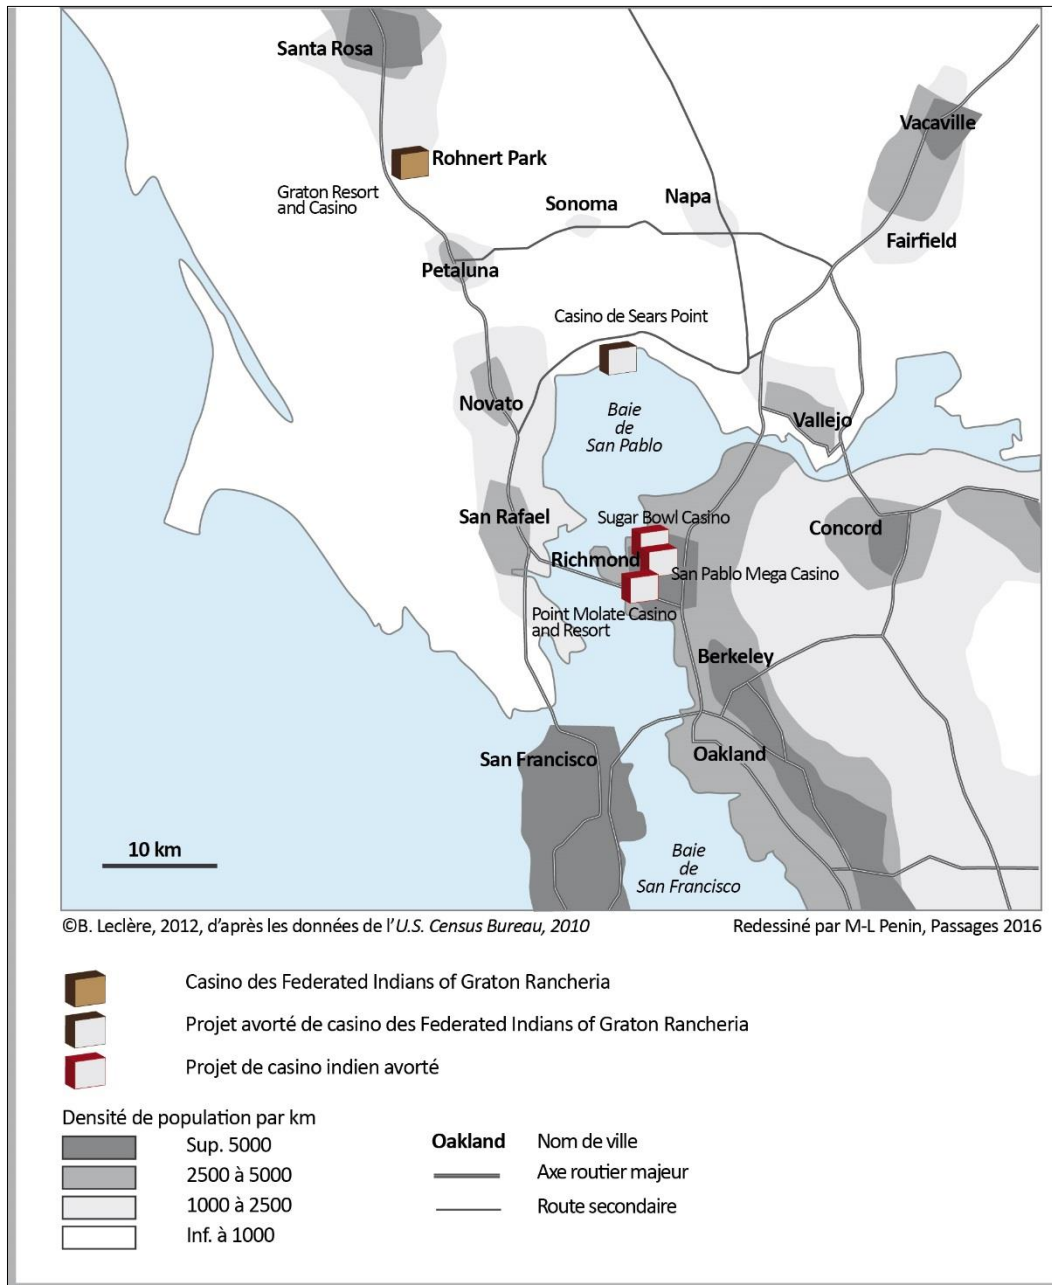 Santa Rosa
Vacaville
Rohnert Park
Graton Resort
and Casino
Sonoma
Napa
Fairfield
Petaluna
Casino de Sears Point
Novato
Baie
de
San Pablo
Vallejo
San Rafael
Sugar Bowl Casino
Concord
Richmond
San Pablo Mega Casino
Point Molate Casino
and Resort
Berkeley
San Francisco
Oakland
10 km
Baie
de
San Francisco
©B. Leclère, 2012, d'après les données de l'U.S. Census Bureau, 2010
Redessiné par M-L Penin, Passages 2016
Casino des Federated Indians of Graton Rancheria
Projet avorté de casino des Federated Indians of Graton Rancheria
Projet de casino indien avorté
Densité de population par km
Sup. 5000
2500 à 5000
1000 à 2500
Inf. à 1000
Oakland Nom de ville
Axe routier majeur
Route secondaire